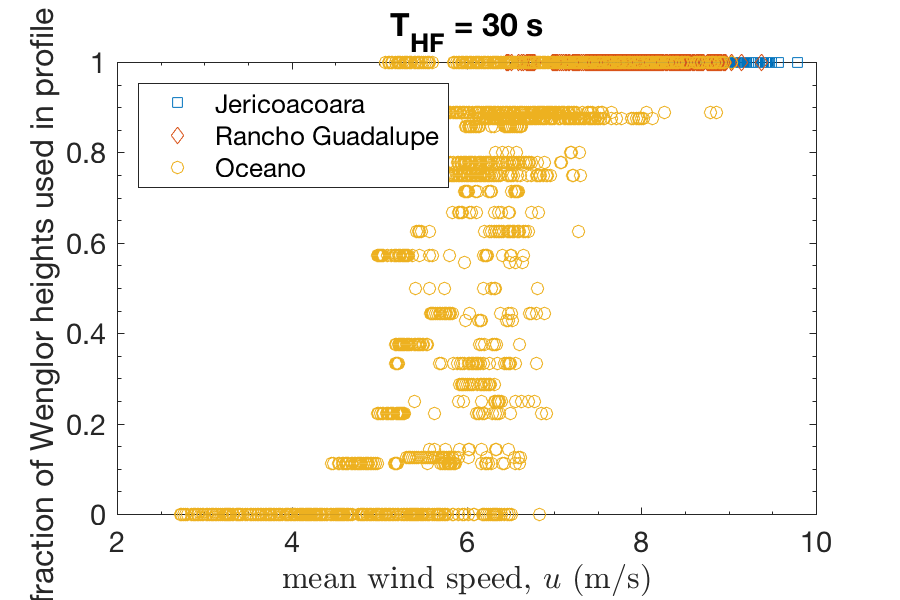 T_HF = 30 s
fraction of Wenglor heights used in profile
1
0.8
0.6
0.4
0.2
0
Jericoacoara
Rancho Guadalupe
Oceano
2 4 6 8 10
mean wind speed, u (m/s)